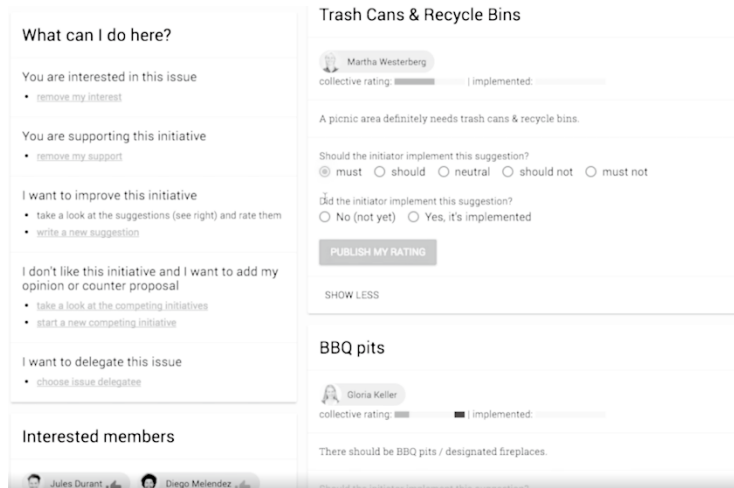 What can I do here?
You are interested in this issue
remove my interest
You are supporting this initiative
remove my support
I want to improve this initiative
take a look at the suggestions (see right) and rate them
write a new suggestion
I don't like this initiative and I want to add my
opinion or counter proposal
take a look at the competing initiatives
start a new competing initiative
I want to delegate this issue
choose issue delegatee
Interested members
Jules Durant
Diego Melendez
Trash Cans & Recycle Bins
Martha Westerberg
collective rating: | implemented:
A picnic area definitely needs trash cans & recycle bins.
Should the initiator implement this suggestion?
must should neutral should not must not
Did the initiator implement this suggestion?
No (not yet) Yes, it's implemented
PUBLISH MY RATING
SHOW LESS
BBQ pits
Gloria Keller
collective rating: | implemented:
There should be BBQ pits / designated fireplaces.
Should the initiator implement this suggestion?